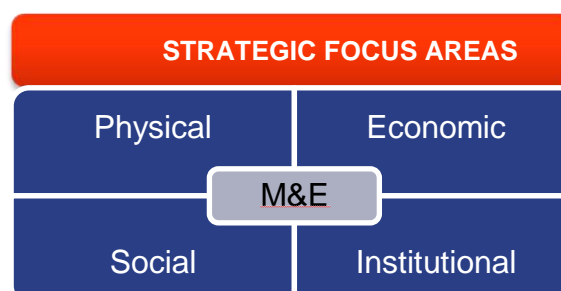 STRATEGIC FOCUS AREAS
Physical
Economic
M&E
Social
Institutional